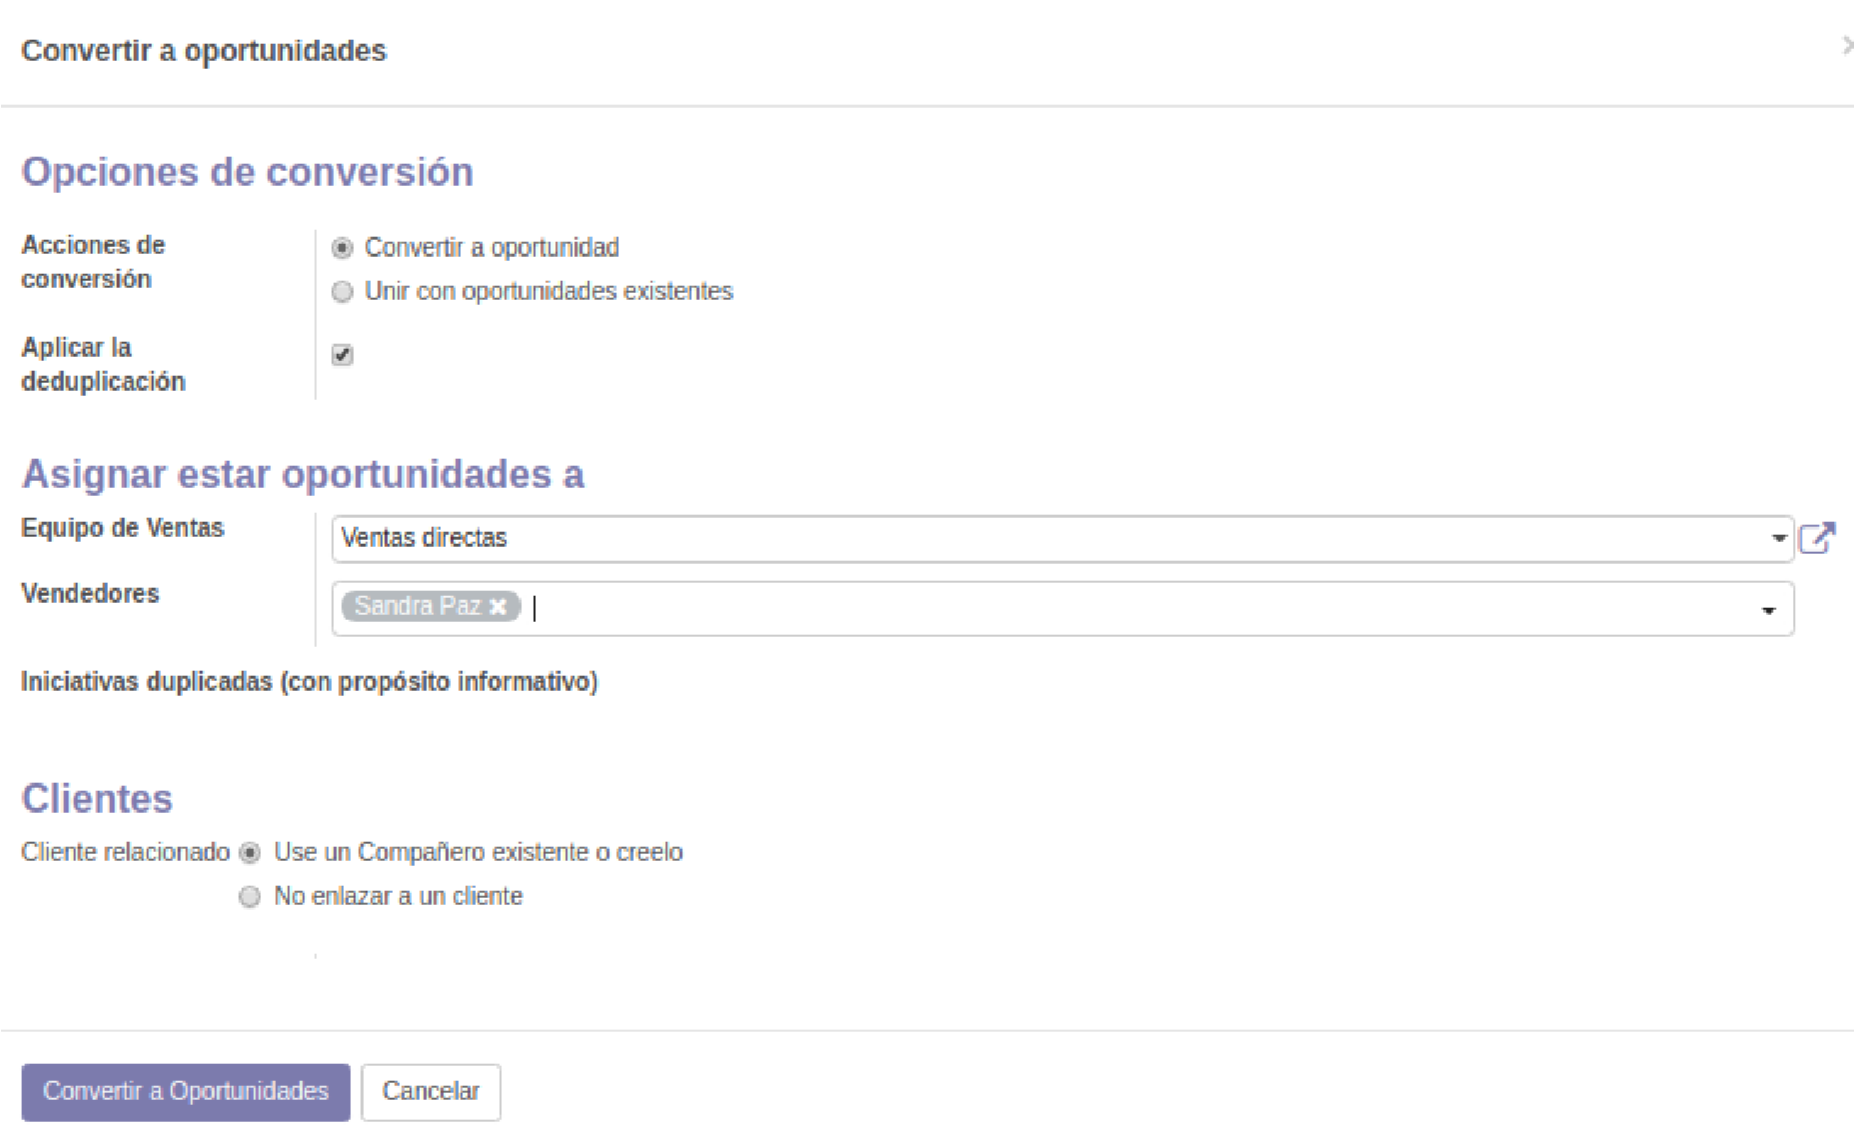 Convertir a oportunidades
Opciones de conversión
Acciones de
conversión
Convertir a oportunidad
Unir con oportunidades existentes
Aplicar la
deduplicación
Asignar estar oportunidades a
Equipo de Ventas
Ventas directas
Vendedores
Sandra Paz
Iniciativas duplicadas (con propósito informativo)
Clientes
Cliente relacionado Use un Compañero existente o creelo
No enlazar a un cliente
Convertir a Oportunidades Cancelar